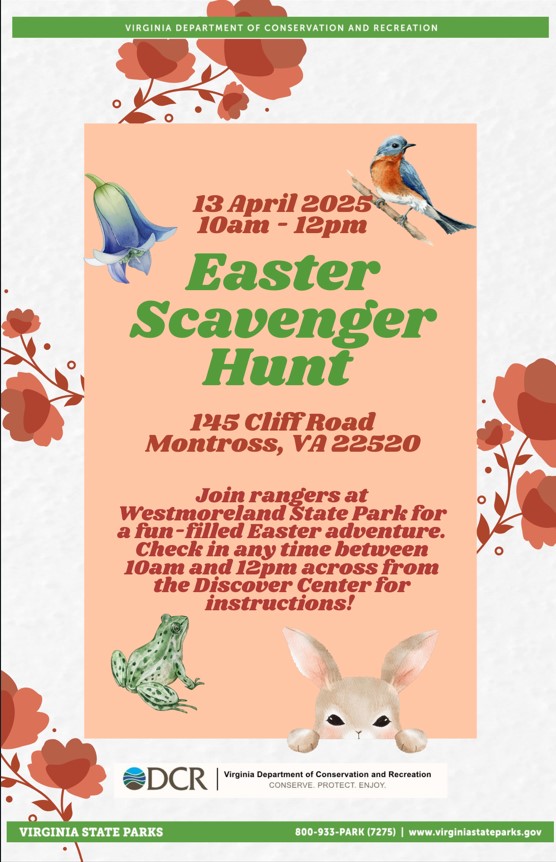 VIRGINIA DEPARTMENT OF CONSERVATION AND RECREATION
13 April 2025
10am - 12pm
Easter
Scavenger
Hunt
145 Cliff Road
Montross, VA 22520
Join rangers at
Westmoreland State Park for
a fun-filled Easter adventure.
Check in any time between
10am and 12pm across from
the Discover Center for
instructions!
DCR
Virginia Department of Conservation and Recreation
CONSERVE. PROTECT. ENJOY.
VIRGINIA STATE PARKS
800-933-PARK (7275) | www.virginiastateparks.gov